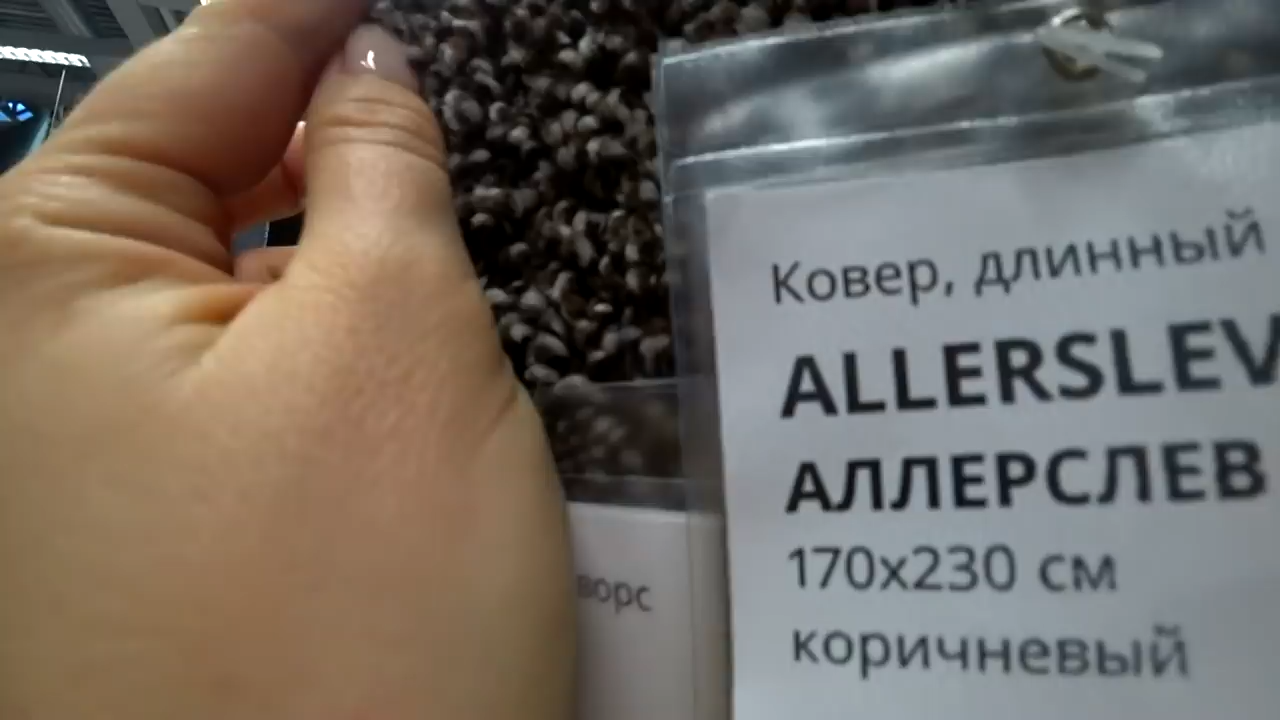 Ковер, длинный
ALLERSLEV
АЛЛЕРСЛЕВ
170x230 см
коричневый
ворс